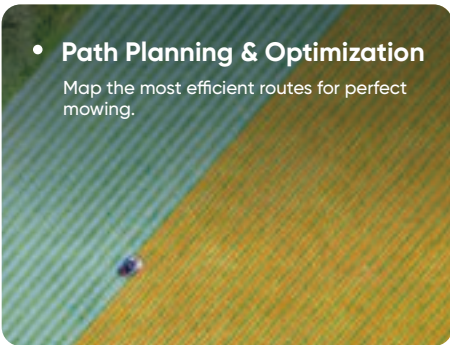 • Path Planning & Optimization
Map the most efficient routes for perfect
mowing.